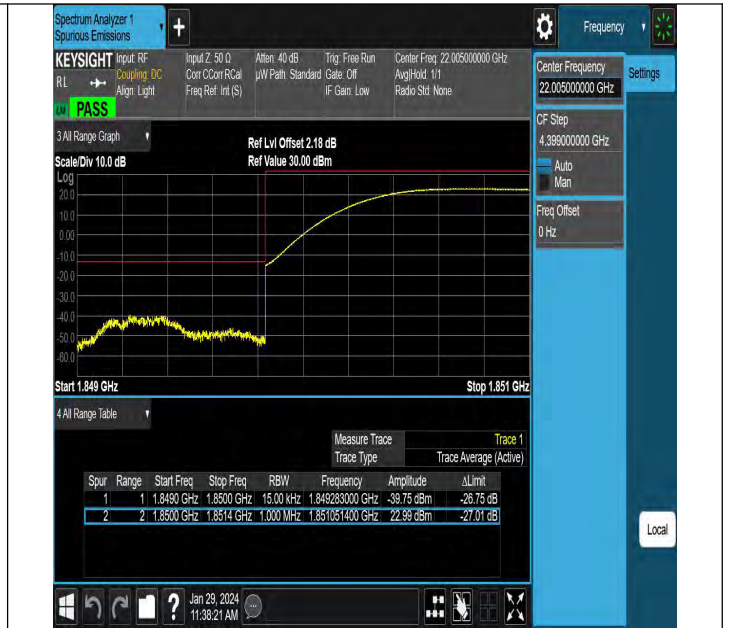 Spectrum Analyzer 1
Spurious Emissions
+
Frequency
KEYSIGHT
RL
Input: RF
Coupling: DC
Align: Light
Input Z: 50 Ω
Corr CCorr RCal
Freq Ref: Int (S)
Atten: 40 dB
µW Path: Standard
Trig: Free Run
Gate: Off
IF Gain: Low
Center Freq: 22.005000000 GHz
Avg|Hold: 1/1
Radio Std: None
PASS
Center Frequency
22.005000000 GHz
Settings
CF Step
4.399000000 GHz
Auto
Man
Freq Offset
0 Hz
3 All Range Graph
Ref Lvl Offset 2.18 dB
Scale/Div 10.0 dB
Ref Value 30.00 dBm
Log
20.0
10.0
0.00
-10.0
-20.0
-30.0
-40.0
-50.0
-60.0
Start 1.849 GHz
Stop 1.851 GHz
4 All Range Table
Measure Trace Trace 1
Trace Type Trace Average (Active)
Spur Range Start Freq Stop Freq RBW Frequency Amplitude ΔLimit
1 1 1.8490 GHz 1.8500 GHz 15.00 kHz 1.849283000 GHz -39.75 dBm -26.75 dB
2 2 1.8500 GHz 1.8514 GHz 1.000 MHz 1.851051400 GHz 22.99 dBm -27.01 dB
Local
?
Jan 29, 2024
11:38:21 AM